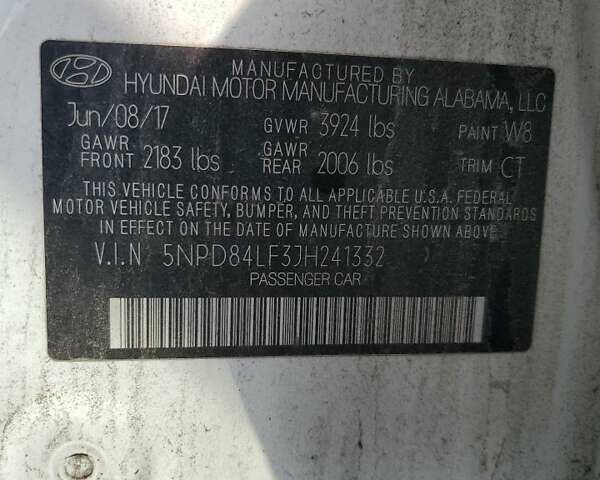 MANUFACTURED BY
HYUNDAI MOTOR MANUFACTURING ALABAMA, LLC
Jun/08/17 GVWR 3924 lbs PAINT W8
GAWR FRONT 2183 lbs GAWR REAR 2006 lbs TRIM CT
THIS VEHICLE CONFORMS TO ALL APPLICABLE U.S.A. FEDERAL
MOTOR VEHICLE SAFETY, BUMPER, AND THEFT PREVENTION STANDARDS
IN EFFECT ON THE DATE OF MANUFACTURE SHOWN ABOVE.
V.I.N 5NPD84LF3JH241332
PASSENGER CAR